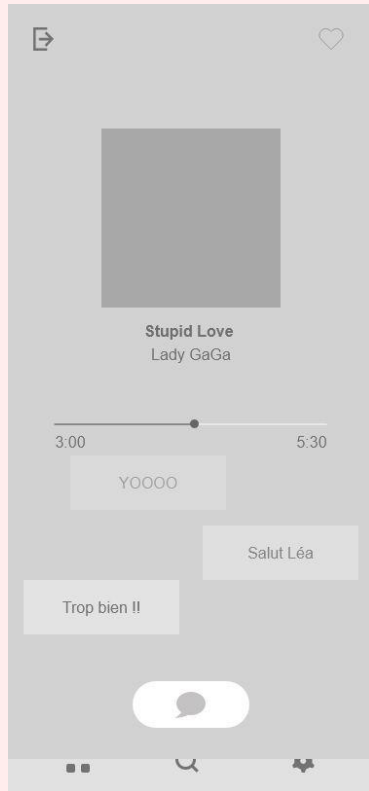 Stupid Love
Lady GaGa
3:00 5:30
YOOOO
Salut Léa
Trop bien !!